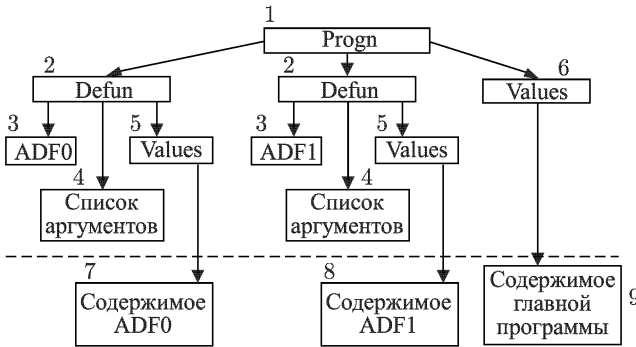 1
Progn
2
2
6
Defun
Defun
Values
3
5
3
5
ADF0
Values
ADF1
Values
4
4
Список
аргументов
Список
аргументов
7
8
9
Содержимое
ADF0
Содержимое
ADF1
Содержимое
главной
программы